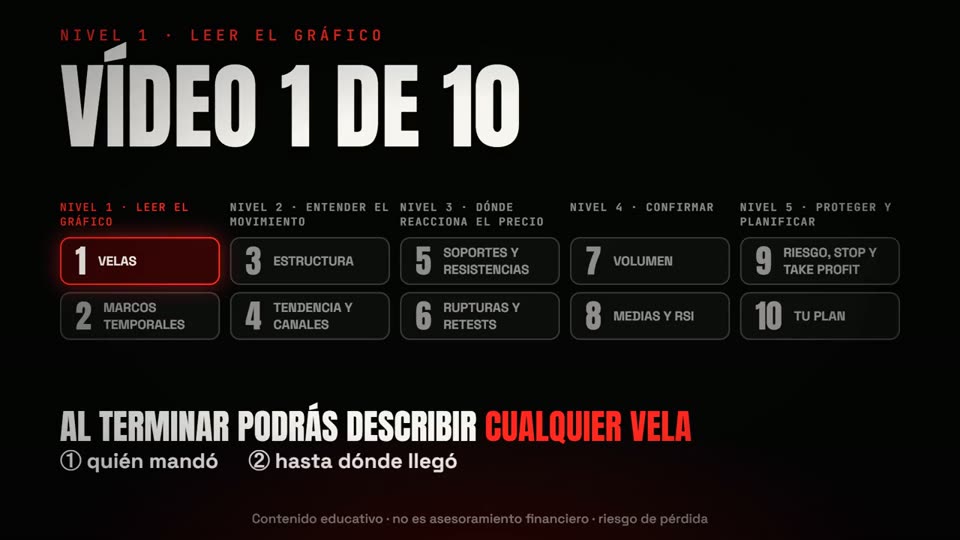 NIVEL 1 · LEER EL GRÁFICO
VÍDEO 1 DE 10
NIVEL 1 · LEER EL
GRÁFICO
1 VELAS
2 MARCOS
TEMPORALES
NIVEL 2 · ENTENDER EL
MOVIMIENTO
3 ESTRUCTURA
4 TENDENCIA Y
CANALES
NIVEL 3 · DÓNDE
REACCIONA EL PRECIO
5 SOPORTES Y
RESISTENCIAS
6 RUPTURAS Y
RETESTS
NIVEL 4 · CONFIRMAR
7 VOLUMEN
8 MEDIAS Y RSI
NIVEL 5 · PROTEGER Y
PLANIFICAR
9 RIESGO, STOP Y
TAKE PROFIT
10 TU PLAN
AL TERMINAR PODRÁS DESCRIBIR CUALQUIER VELA
① quién mandó ② hasta dónde llegó
Contenido educativo · no es asesoramiento financiero · riesgo de pérdida